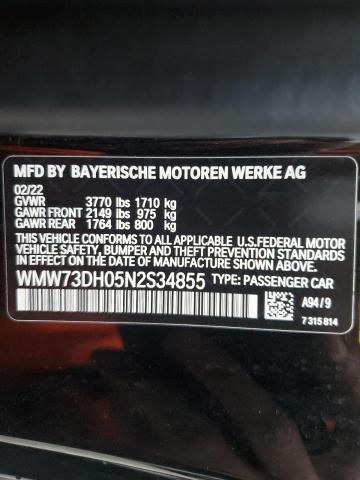 MFD BY BAYERISCHE MOTOREN WERKE AG
02/22
GVWR 3770 lbs 1710 kg
GAWR FRONT 2149 lbs 975 kg
GAWR REAR 1764 lbs 800 kg
THIS VEHICLE CONFORMS TO ALL APPLICABLE U.S.FEDERAL MOTOR
VEHICLE SAFETY, BUMPER, AND THEFT PREVENTION STANDARDS
IN EFFECT ON THE DATE OF MANUFACTURE SHOWN ABOVE.
WMW73DH05N2S34855 TYPE: PASSENGER CAR
A94/9
7 315 814